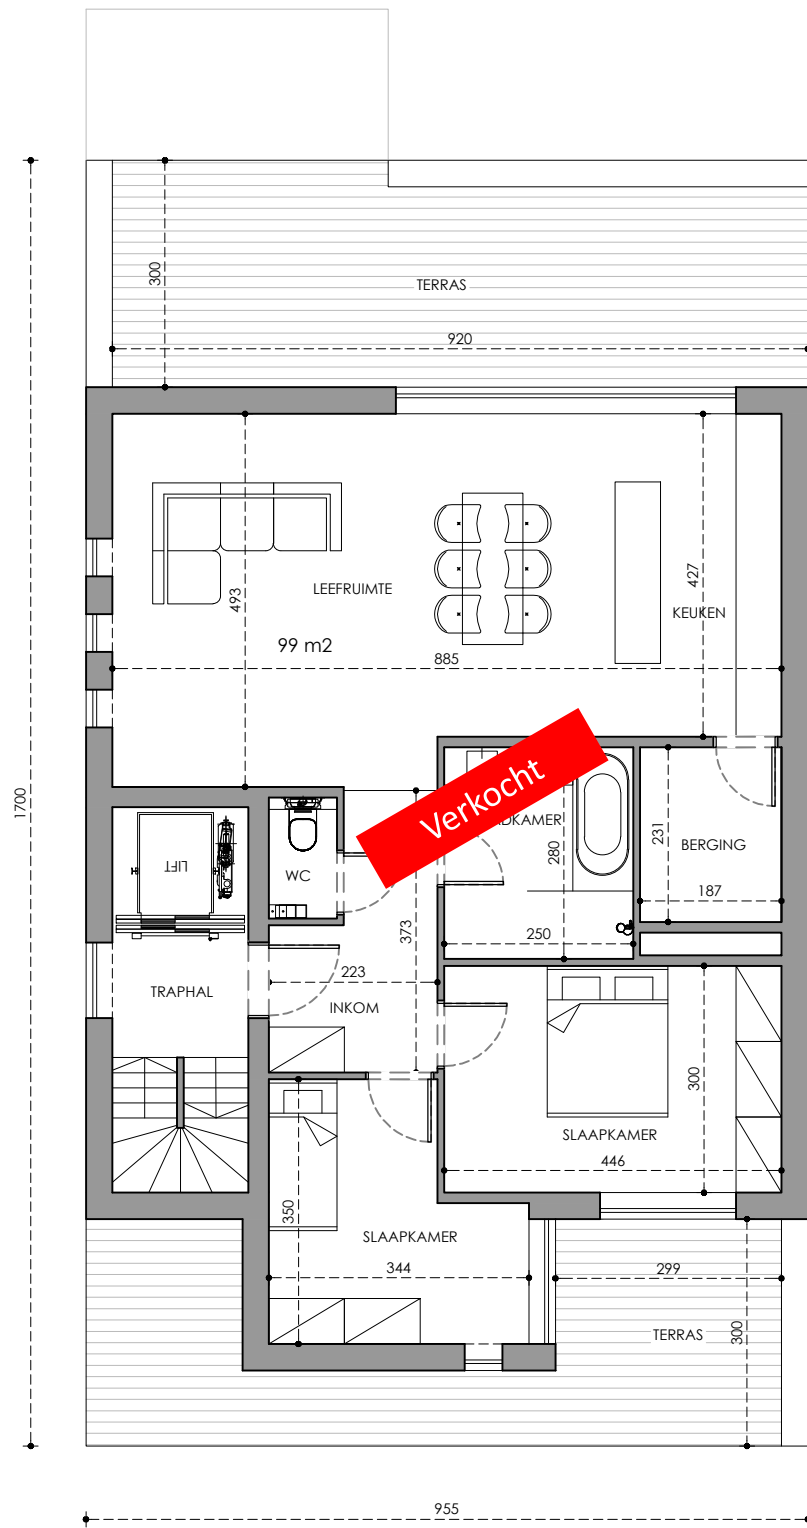 300
TERRAS
920
493
LEEFRUIMTE
427
KEUKEN
99 m2
885
1700
Verkocht
DKAMER
280
231
BERGING
187
LIFT
WC
373
250
223
TRAPHAL
INKOM
300
SLAAPKAMER
446
350
SLAAPKAMER
344
299
TERRAS
300
955